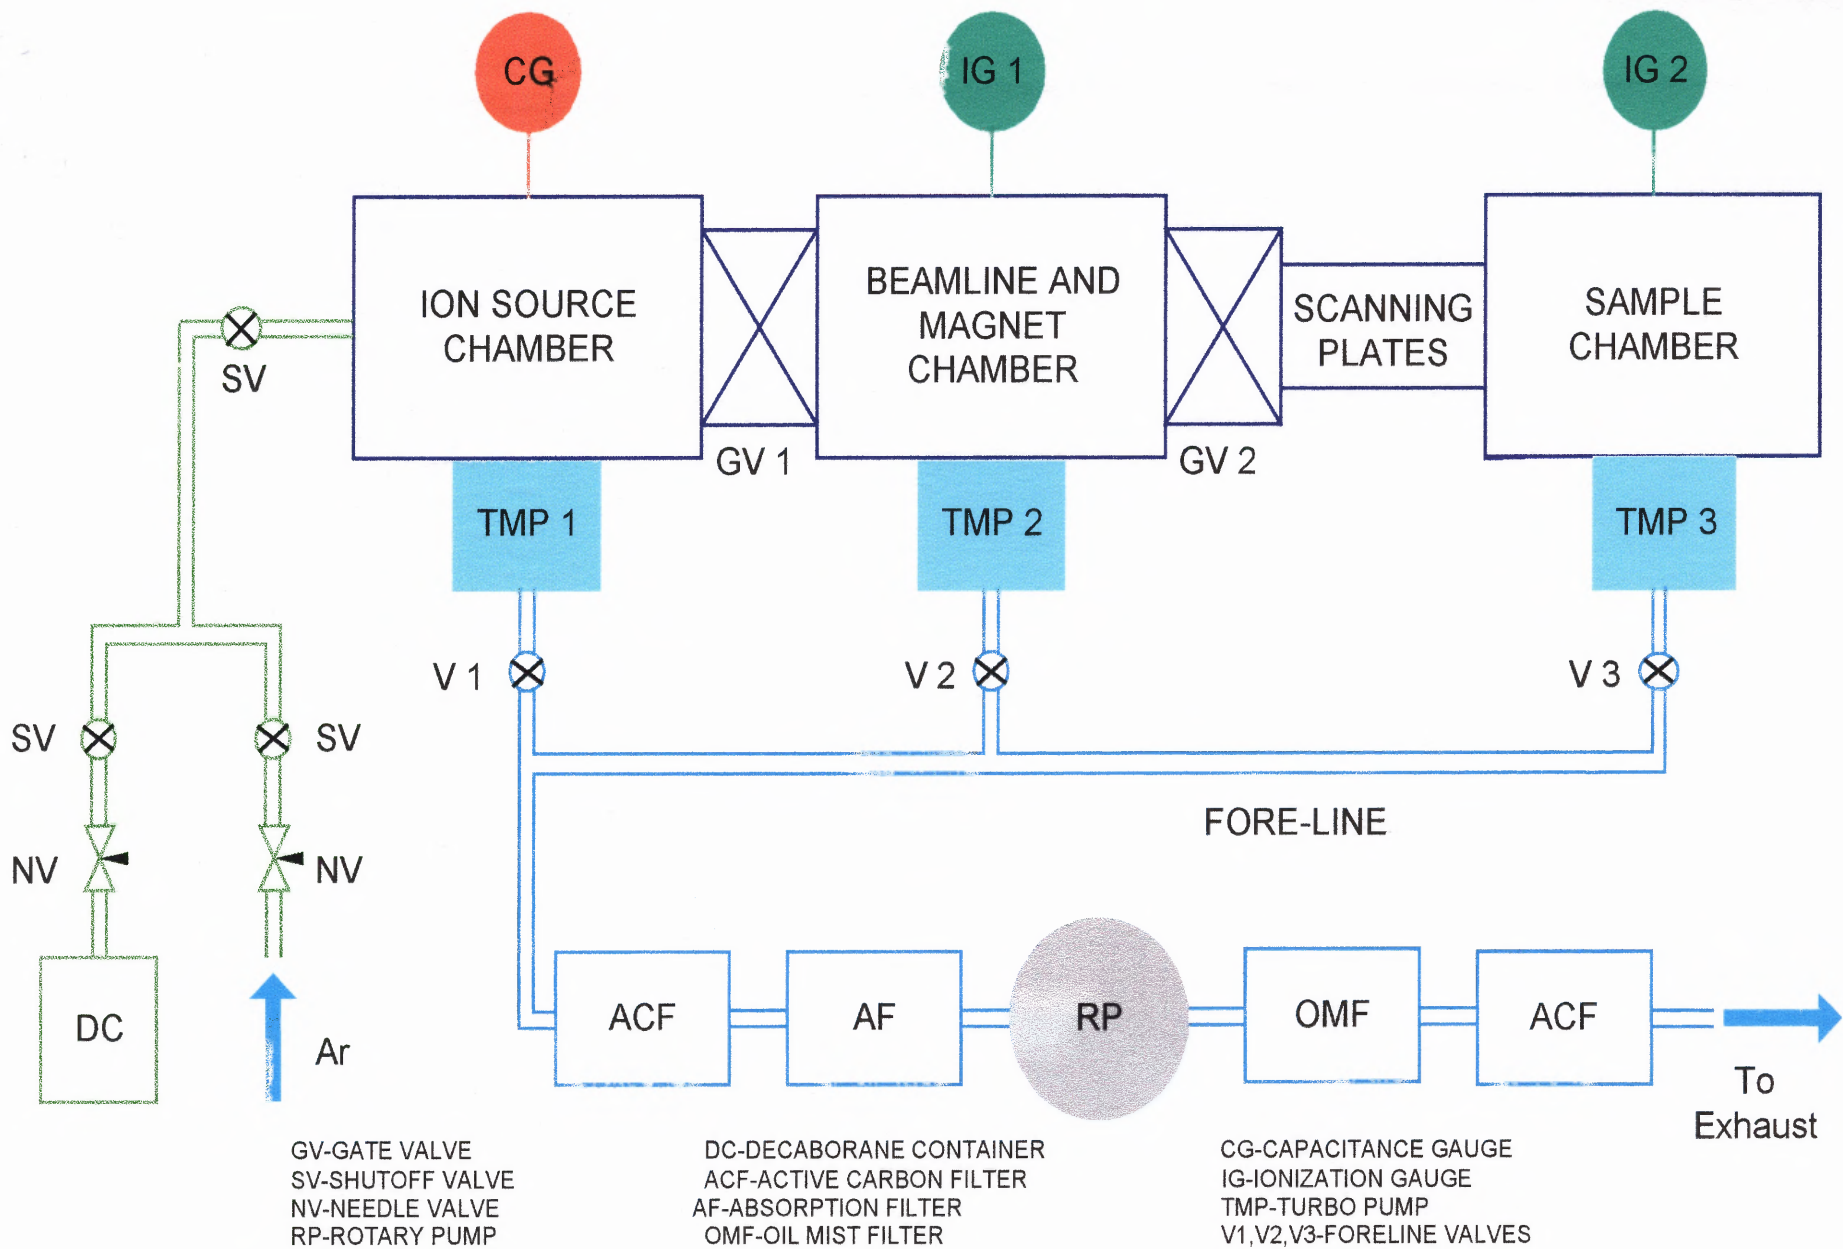 CG
IG 1
IG 2
ION SOURCE
CHAMBER
BEAMLINE AND
MAGNET
CHAMBER
SCANNING
PLATES
SAMPLE
CHAMBER
SV
GV 1
GV 2
TMP 1
TMP 2
TMP 3
V 1
V 2
V 3
SV
SV
FORE-LINE
NV
NV
DC
Ar
ACF
AF
RP
OMF
ACF
To
Exhaust
GV-GATE VALVE
SV-SHUTOFF VALVE
NV-NEEDLE VALVE
RP-ROTARY PUMP
DC-DECABORANE CONTAINER
ACF-ACTIVE CARBON FILTER
AF-ABSORPTION FILTER
OMF-OIL MIST FILTER
CG-CAPACITANCE GAUGE
IG-IONIZATION GAUGE
TMP-TURBO PUMP
V1,V2,V3-FORELINE VALVES